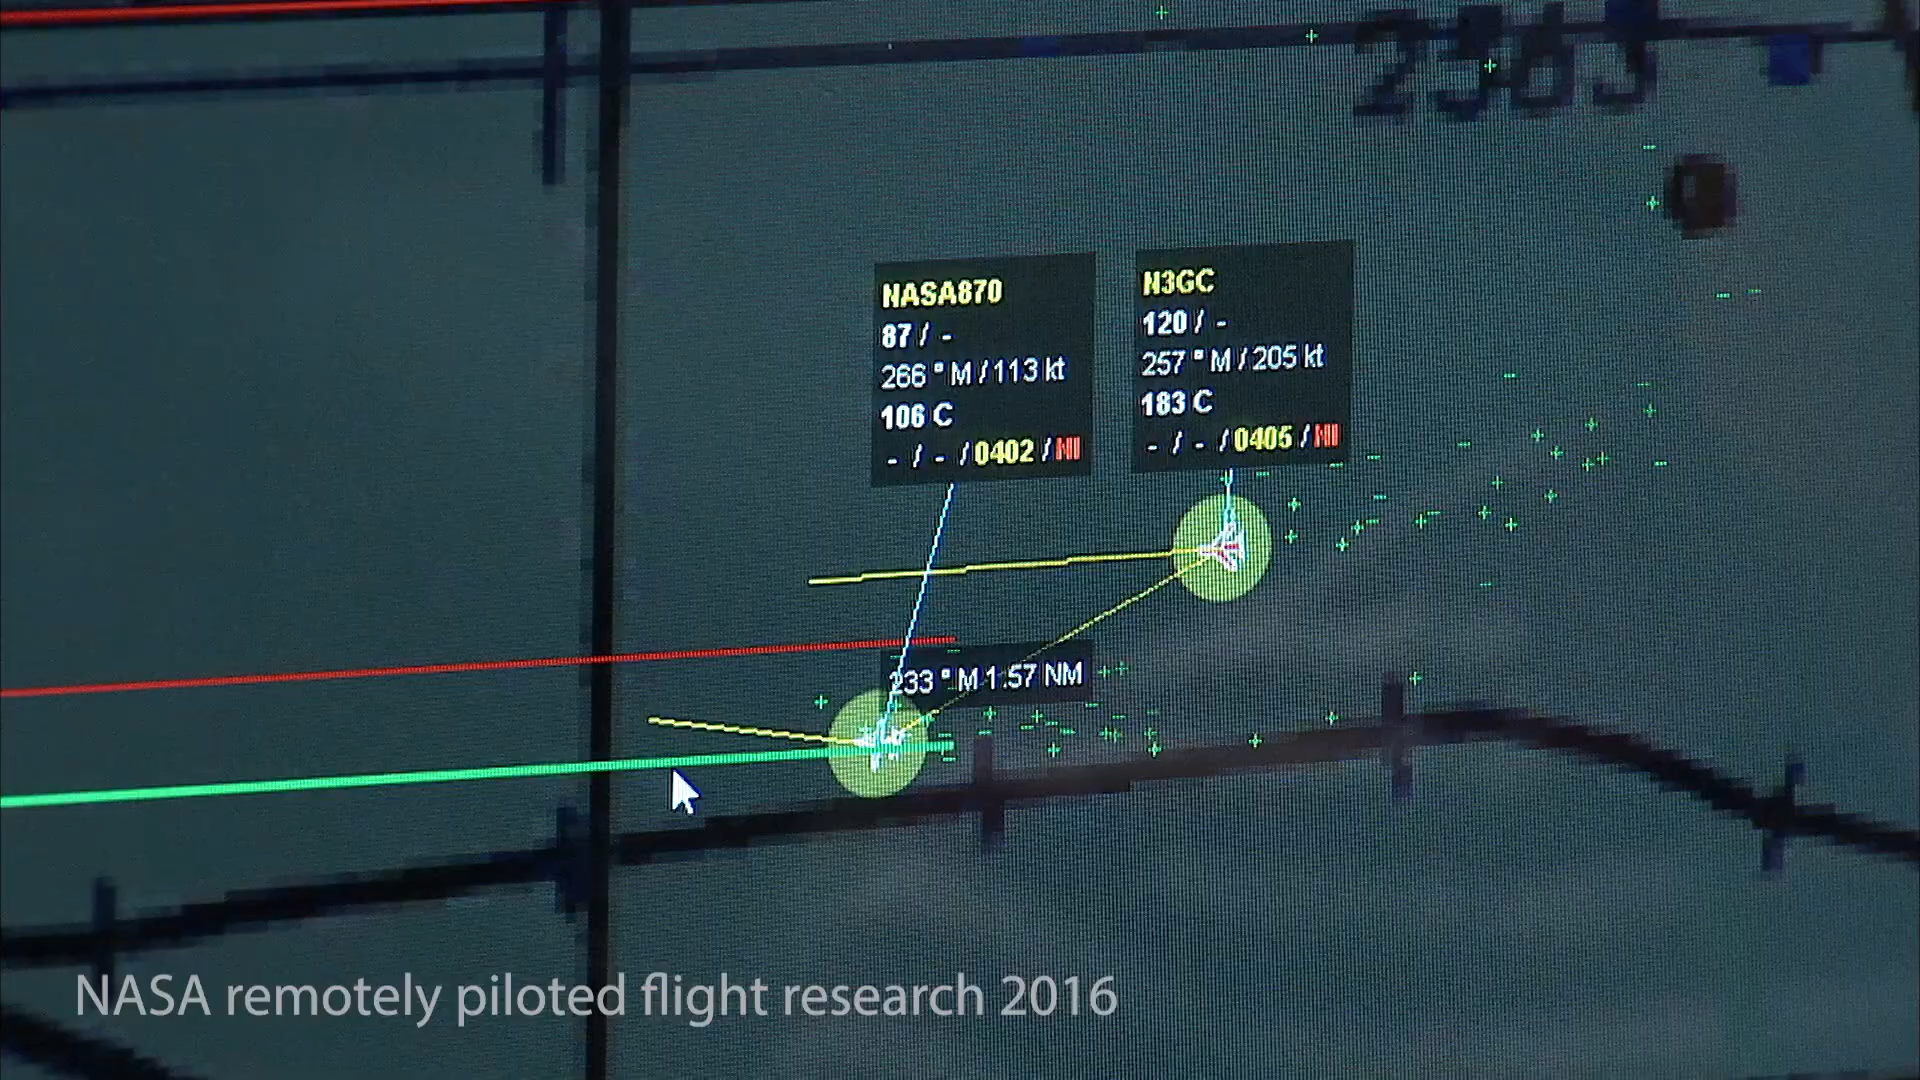 2363
NASA870
87 / -
266 ° M / 113 kt
106 C
- / - / 0402 / NI
N3GC
120 / -
257 ° M / 205 kt
183 C
- / - / 0405 / NI
233 ° M 1.57 NM
NASA remotely piloted flight research 2016